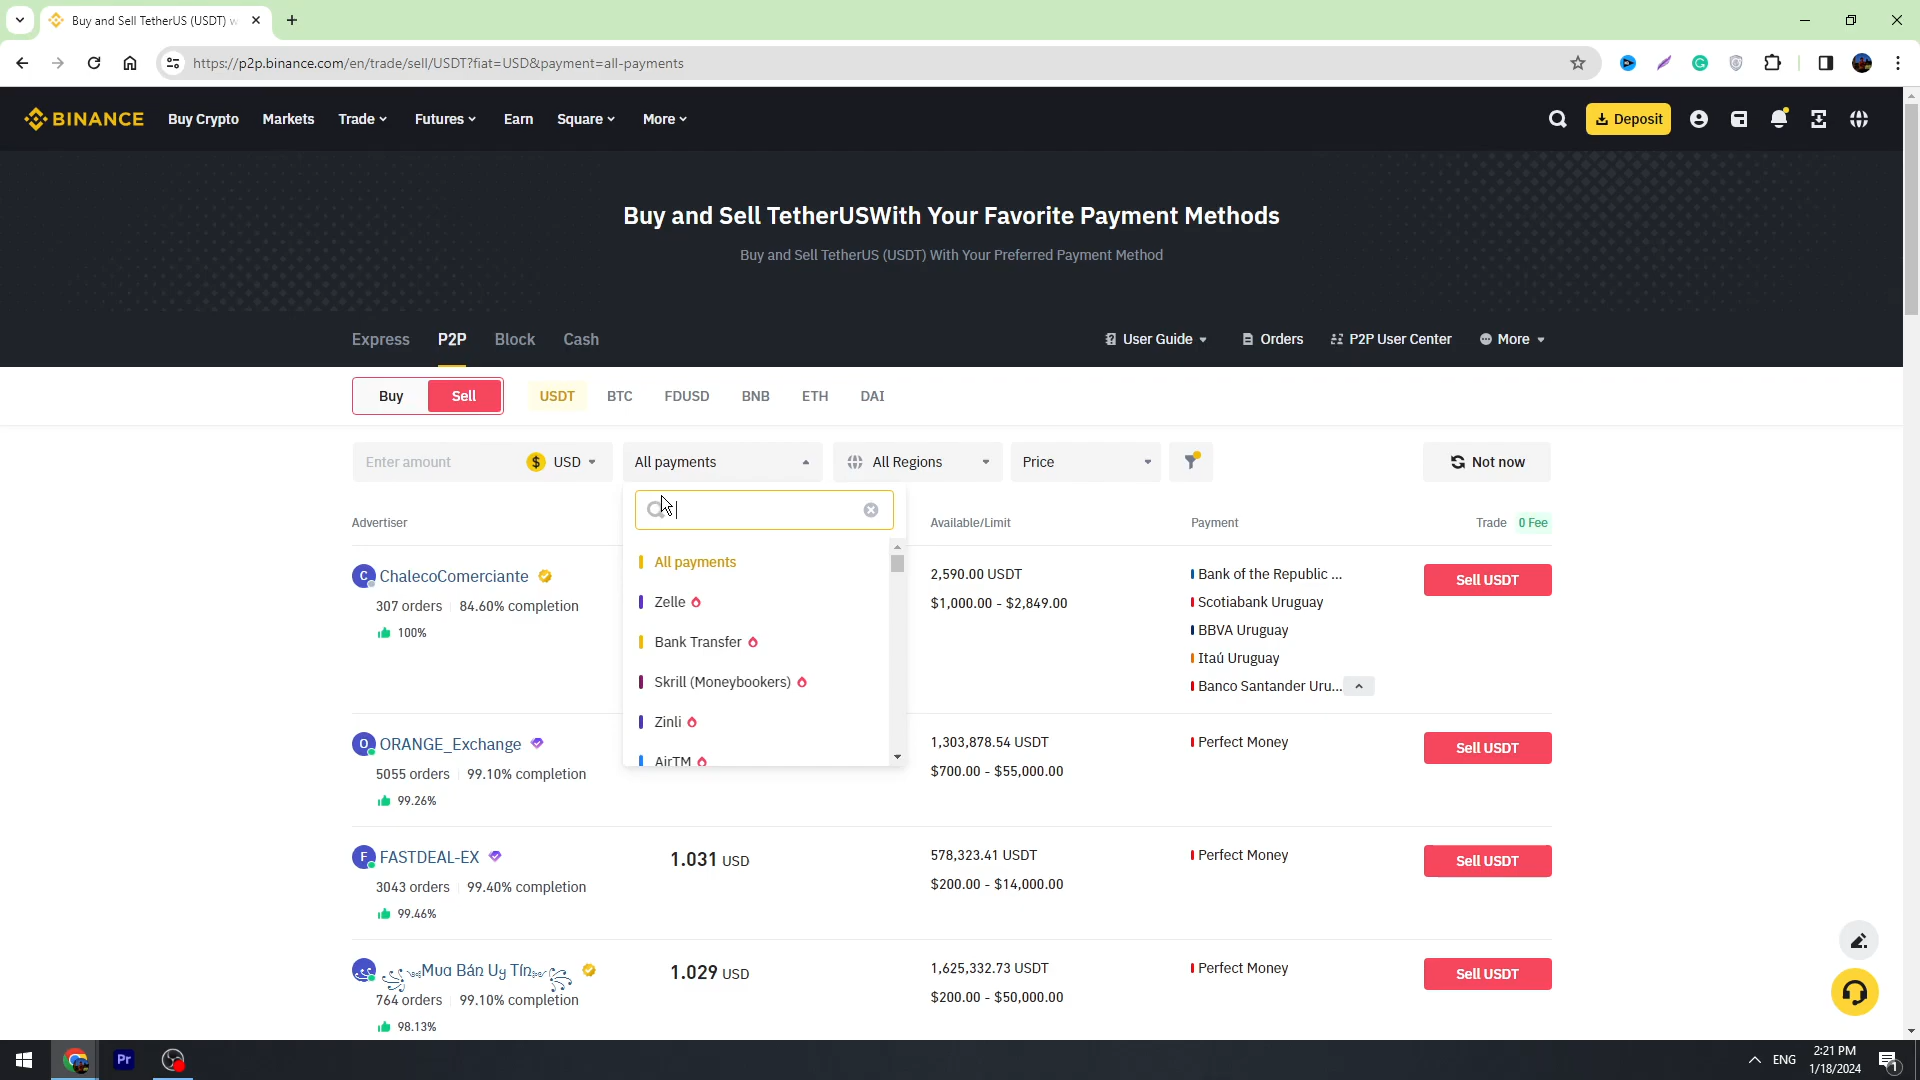 Buy and Sell TetherUS (USDT) w
https://p2p.binance.com/en/trade/sell/USDT?fiat=USD&payment=all-payments
BINANCE Buy Crypto Markets Trade Futures Earn Square More Deposit
Buy and Sell TetherUSWith Your Favorite Payment Methods
Buy and Sell TetherUS (USDT) With Your Preferred Payment Method
Express P2P Block Cash User Guide Orders P2P User Center More
Buy Sell USDT BTC FDUSD BNB ETH DAI
Enter amount $ USD All payments All Regions Price Not now
Advertiser Available/Limit Payment Trade 0 Fee
All payments
Zelle
Bank Transfer
Skrill (Moneybookers)
Zinli
AirTM
C ChalecoComerciante 2,590.00 USDT Bank of the Republic ... Sell USDT
307 orders 84.60% completion $1,000.00 - $2,849.00 Scotiabank Uruguay
100% BBVA Uruguay
Itaú Uruguay
Banco Santander Uru...
O ORANGE_Exchange 1,303,878.54 USDT Perfect Money Sell USDT
5055 orders 99.10% completion $700.00 - $55,000.00
99.26%
F FASTDEAL-EX 1.031 USD 578,323.41 USDT Perfect Money Sell USDT
3043 orders 99.40% completion $200.00 - $14,000.00
99.46%
Mua Bán Uy Tín 1.029 USD 1,625,332.73 USDT Perfect Money Sell USDT
764 orders 99.10% completion $200.00 - $50,000.00
98.13%
Pr ENG 2:21 PM
1/18/2024 1